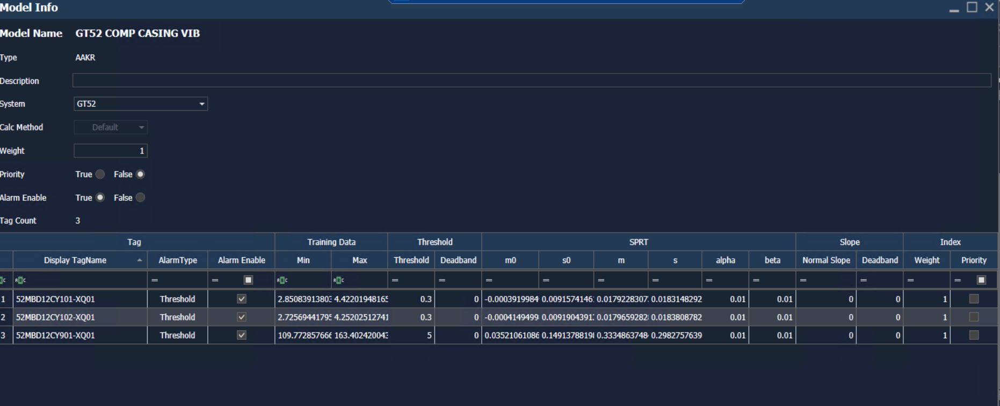 Model Info
Model Name GT52 COMP CASING VIB
Type AAKR
Description
System GT52
Calc Method Default
Weight 1
Priority True False
Alarm Enable True False
Tag Count 3
Tag Training Data Threshold SPRT Slope Index
Display TagName AlarmType Alarm Enable Min Max Threshold Deadband m0 s0 m s alpha beta Normal Slope Deadband Weight Priority
1 52MBD12CY101-XQ01 Threshold 2.85083913803 4.42201948165 0.3 0 -0.0003919984 0.0091574146 0.0179228307 0.0183148292 0.01 0.01 0 0 1
2 52MBD12CY102-XQ01 Threshold 2.72569441795 4.25202512741 0.3 0 -0.0004149499 0.0091904391 0.0179659282 0.0183808782 0.01 0.01 0 0 1
3 52MBD12CY901-XQ01 Threshold 109.772857666 163.402420043 5 0 0.03521061086 0.1491378819 0.3334863748 0.2982757639 0.01 0.01 0 0 1